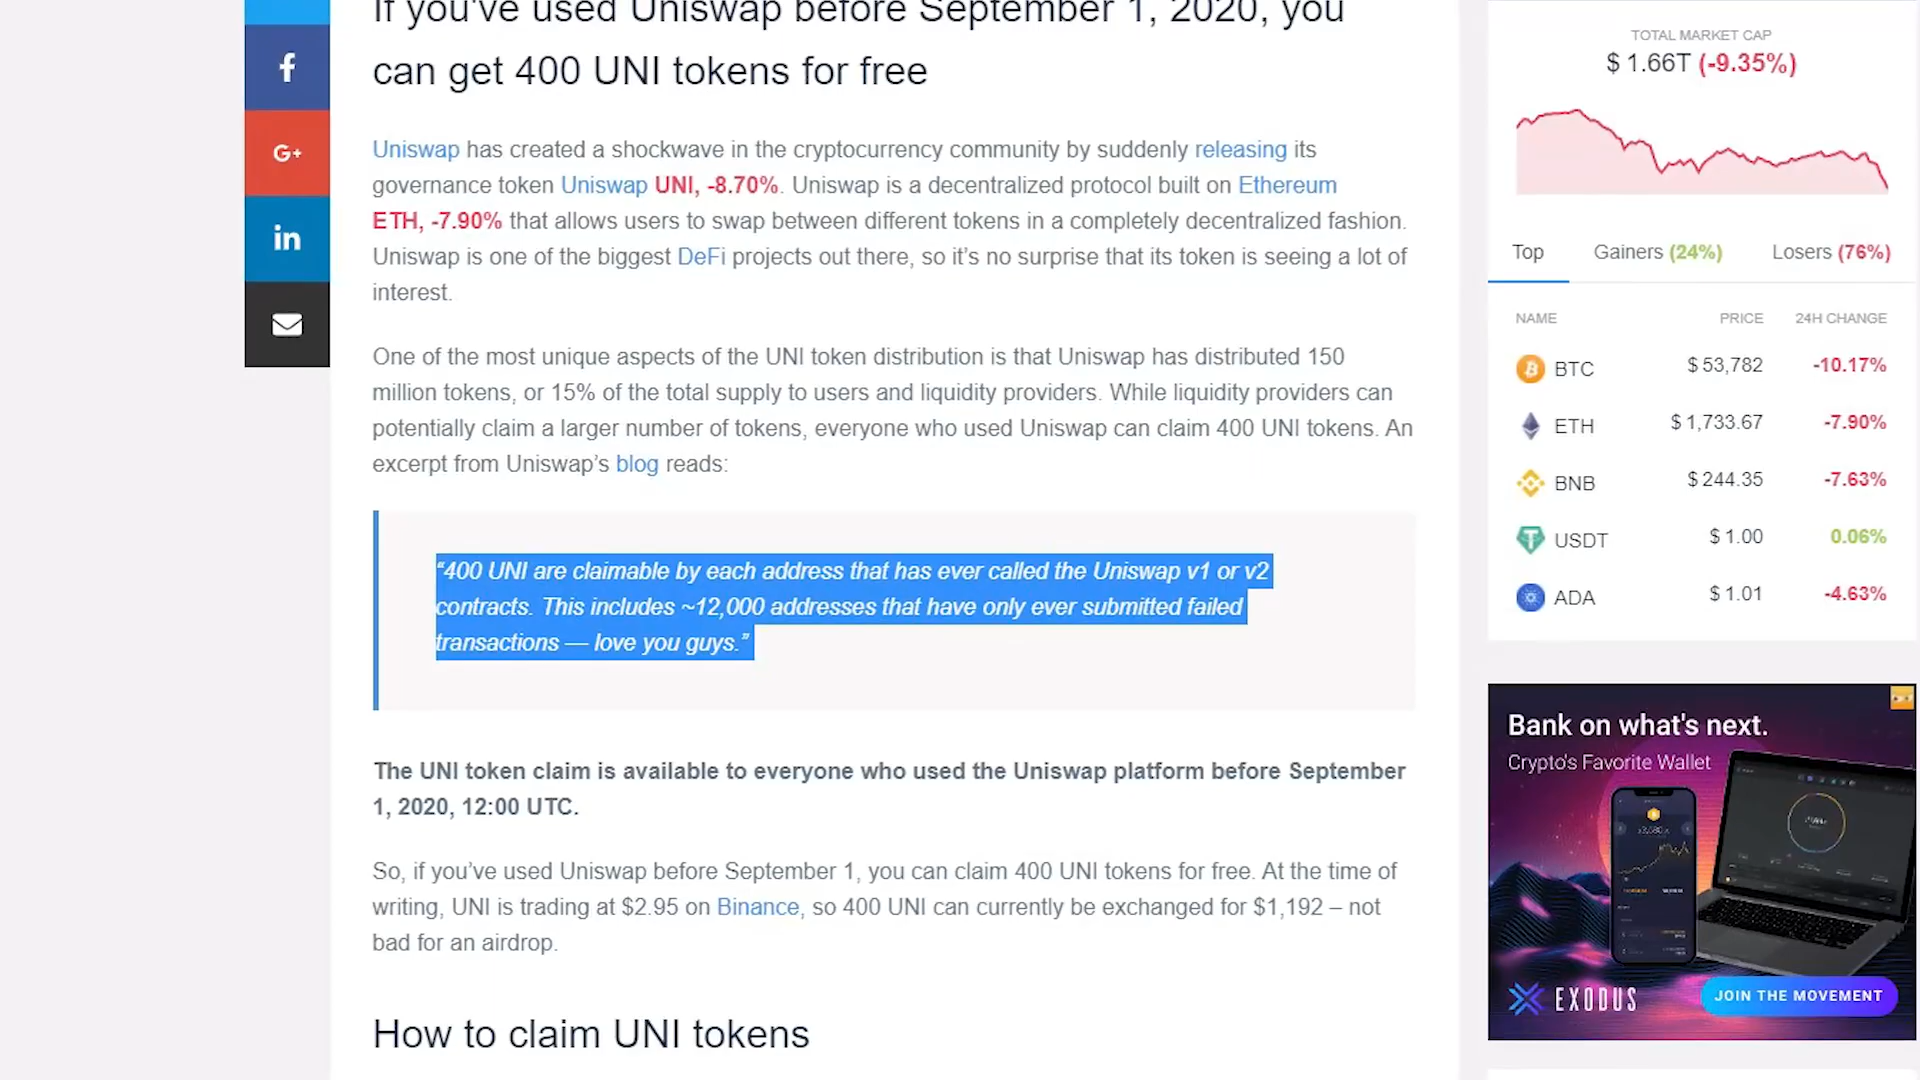 If you've used Uniswap before September 1, 2020, you
can get 400 UNI tokens for free
Uniswap has created a shockwave in the cryptocurrency community by suddenly releasing its
governance token Uniswap UNI, -8.70%. Uniswap is a decentralized protocol built on Ethereum
ETH, -7.90% that allows users to swap between different tokens in a completely decentralized fashion.
Uniswap is one of the biggest DeFi projects out there, so it's no surprise that its token is seeing a lot of
interest.
One of the most unique aspects of the UNI token distribution is that Uniswap has distributed 150
million tokens, or 15% of the total supply to users and liquidity providers. While liquidity providers can
potentially claim a larger number of tokens, everyone who used Uniswap can claim 400 UNI tokens. An
excerpt from Uniswap's blog reads:
“400 UNI are claimable by each address that has ever called the Uniswap v1 or v2
contracts. This includes ~12,000 addresses that have only ever submitted failed
transactions — love you guys.”
The UNI token claim is available to everyone who used the Uniswap platform before September
1, 2020, 12:00 UTC.
So, if you've used Uniswap before September 1, you can claim 400 UNI tokens for free. At the time of
writing, UNI is trading at $2.95 on Binance, so 400 UNI can currently be exchanged for $1,192 – not
bad for an airdrop.
How to claim UNI tokens
f
G+
in
TOTAL MARKET CAP
$ 1.66T (-9.35%)
Top Gainers (24%) Losers (76%)
NAME PRICE 24H CHANGE
BTC $ 53,782 -10.17%
ETH $ 1,733.67 -7.90%
BNB $ 244.35 -7.63%
USDT $ 1.00 0.06%
ADA $ 1.01 -4.63%
Bank on what's next.
Crypto's Favorite Wallet
EXODUS
JOIN THE MOVEMENT